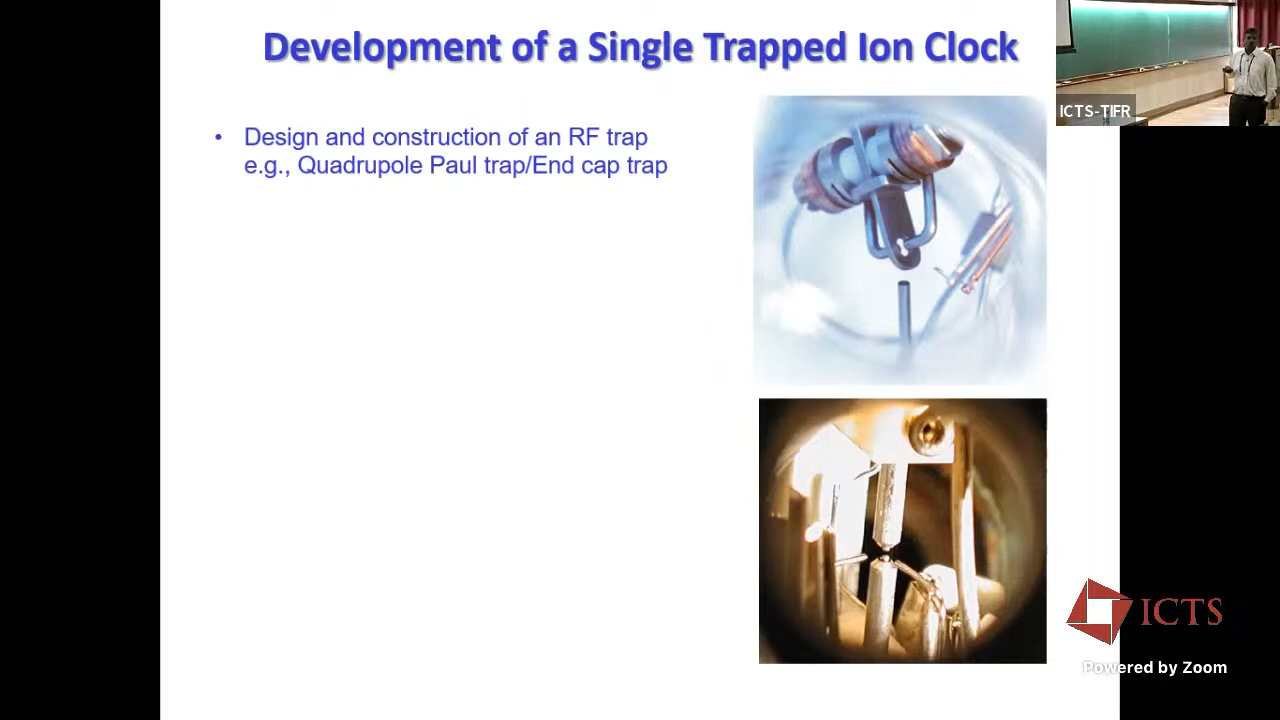 Development of a Single Trapped Ion Clock
ICTS-TIFR
• Design and construction of an RF trap
e.g., Quadrupole Paul trap/End cap trap
ICTS
Powered by Zoom